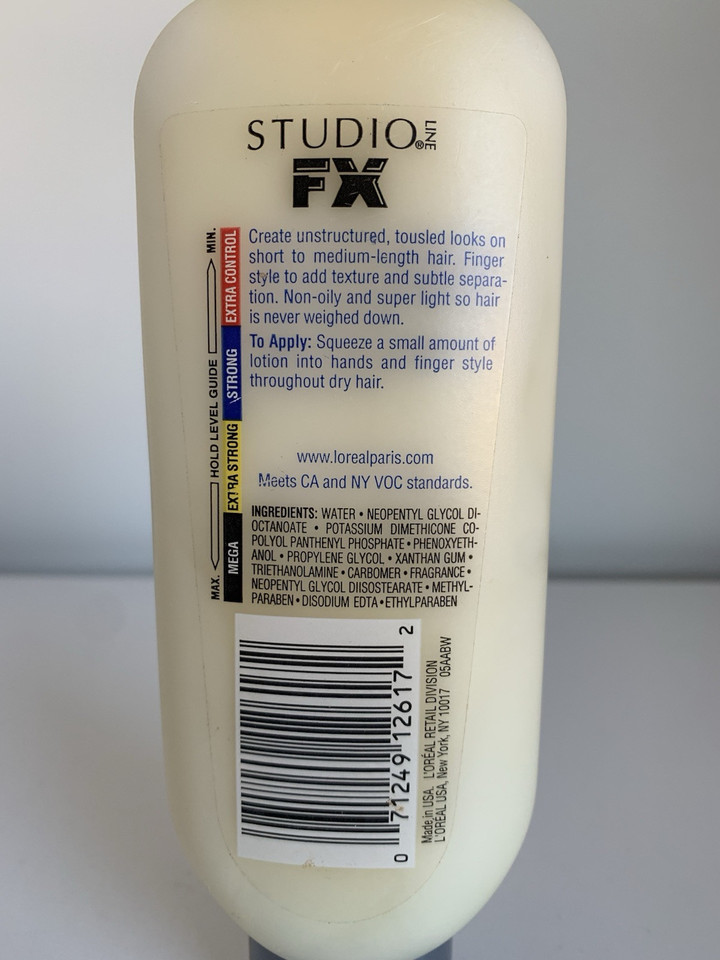 STUDIO® LINE
FX
MIN.
HOLD LEVEL GUIDE
MAX.
EXTRA CONTROL
STRONG
EXTRA STRONG
MEGA
Create unstructured, tousled looks on
short to medium-length hair. Finger
style to add texture and subtle separa-
tion. Non-oily and super light so hair
is never weighed down.
To Apply: Squeeze a small amount of
lotion into hands and finger style
throughout dry hair.
www.lorealparis.com
Meets CA and NY VOC standards.
INGREDIENTS: WATER • NEOPENTYL GLYCOL DI-
OCTANOATE • POTASSIUM DIMETHICONE CO-
POLYOL PANTHENYL PHOSPHATE • PHENOXYETH-
ANOL • PROPYLENE GLYCOL • XANTHAN GUM •
TRIETHANOLAMINE • CARBOMER • FRAGRANCE •
NEOPENTYL GLYCOL DIISOSTEARATE • METHYL-
PARABEN • DISODIUM EDTA • ETHYLPARABEN
0 71249 12617 2
Made in USA. L'ORÉAL RETAIL DIVISION
L'ORÉAL USA, New York, NY 10017 05AABW